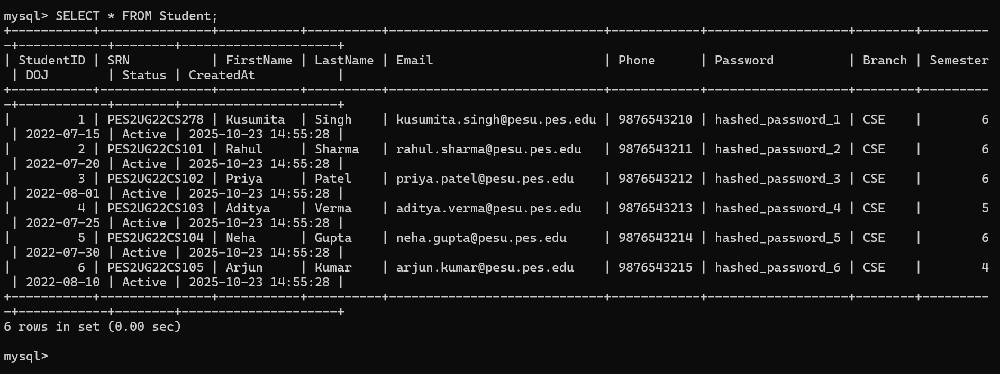 mysql> SELECT * FROM Student;
+-----------+---------------+-----------+----------+-----------------------------+------------+-------------------+--------+---------
-+------------+--------+---------------------+
| StudentID | SRN           | FirstName | LastName | Email                       | Phone      | Password          | Branch | Semester
 | DOJ        | Status | CreatedAt           |
+-----------+---------------+-----------+----------+-----------------------------+------------+-------------------+--------+---------
-+------------+--------+---------------------+
|         1 | PES2UG22CS278 | Kusumita  | Singh    | kusumita.singh@pesu.pes.edu | 9876543210 | hashed_password_1 | CSE    |        6
 | 2022-07-15 | Active | 2025-10-23 14:55:28 |
|         2 | PES2UG22CS101 | Rahul     | Sharma   | rahul.sharma@pesu.pes.edu   | 9876543211 | hashed_password_2 | CSE    |        6
 | 2022-07-20 | Active | 2025-10-23 14:55:28 |
|         3 | PES2UG22CS102 | Priya     | Patel    | priya.patel@pesu.pes.edu    | 9876543212 | hashed_password_3 | CSE    |        6
 | 2022-08-01 | Active | 2025-10-23 14:55:28 |
|         4 | PES2UG22CS103 | Aditya    | Verma    | aditya.verma@pesu.pes.edu   | 9876543213 | hashed_password_4 | CSE    |        5
 | 2022-07-25 | Active | 2025-10-23 14:55:28 |
|         5 | PES2UG22CS104 | Neha      | Gupta    | neha.gupta@pesu.pes.edu     | 9876543214 | hashed_password_5 | CSE    |        6
 | 2022-07-30 | Active | 2025-10-23 14:55:28 |
|         6 | PES2UG22CS105 | Arjun     | Kumar    | arjun.kumar@pesu.pes.edu    | 9876543215 | hashed_password_6 | CSE    |        4
 | 2022-08-10 | Active | 2025-10-23 14:55:28 |
+-----------+---------------+-----------+----------+-----------------------------+------------+-------------------+--------+---------
-+------------+--------+---------------------+
6 rows in set (0.00 sec)

mysql>